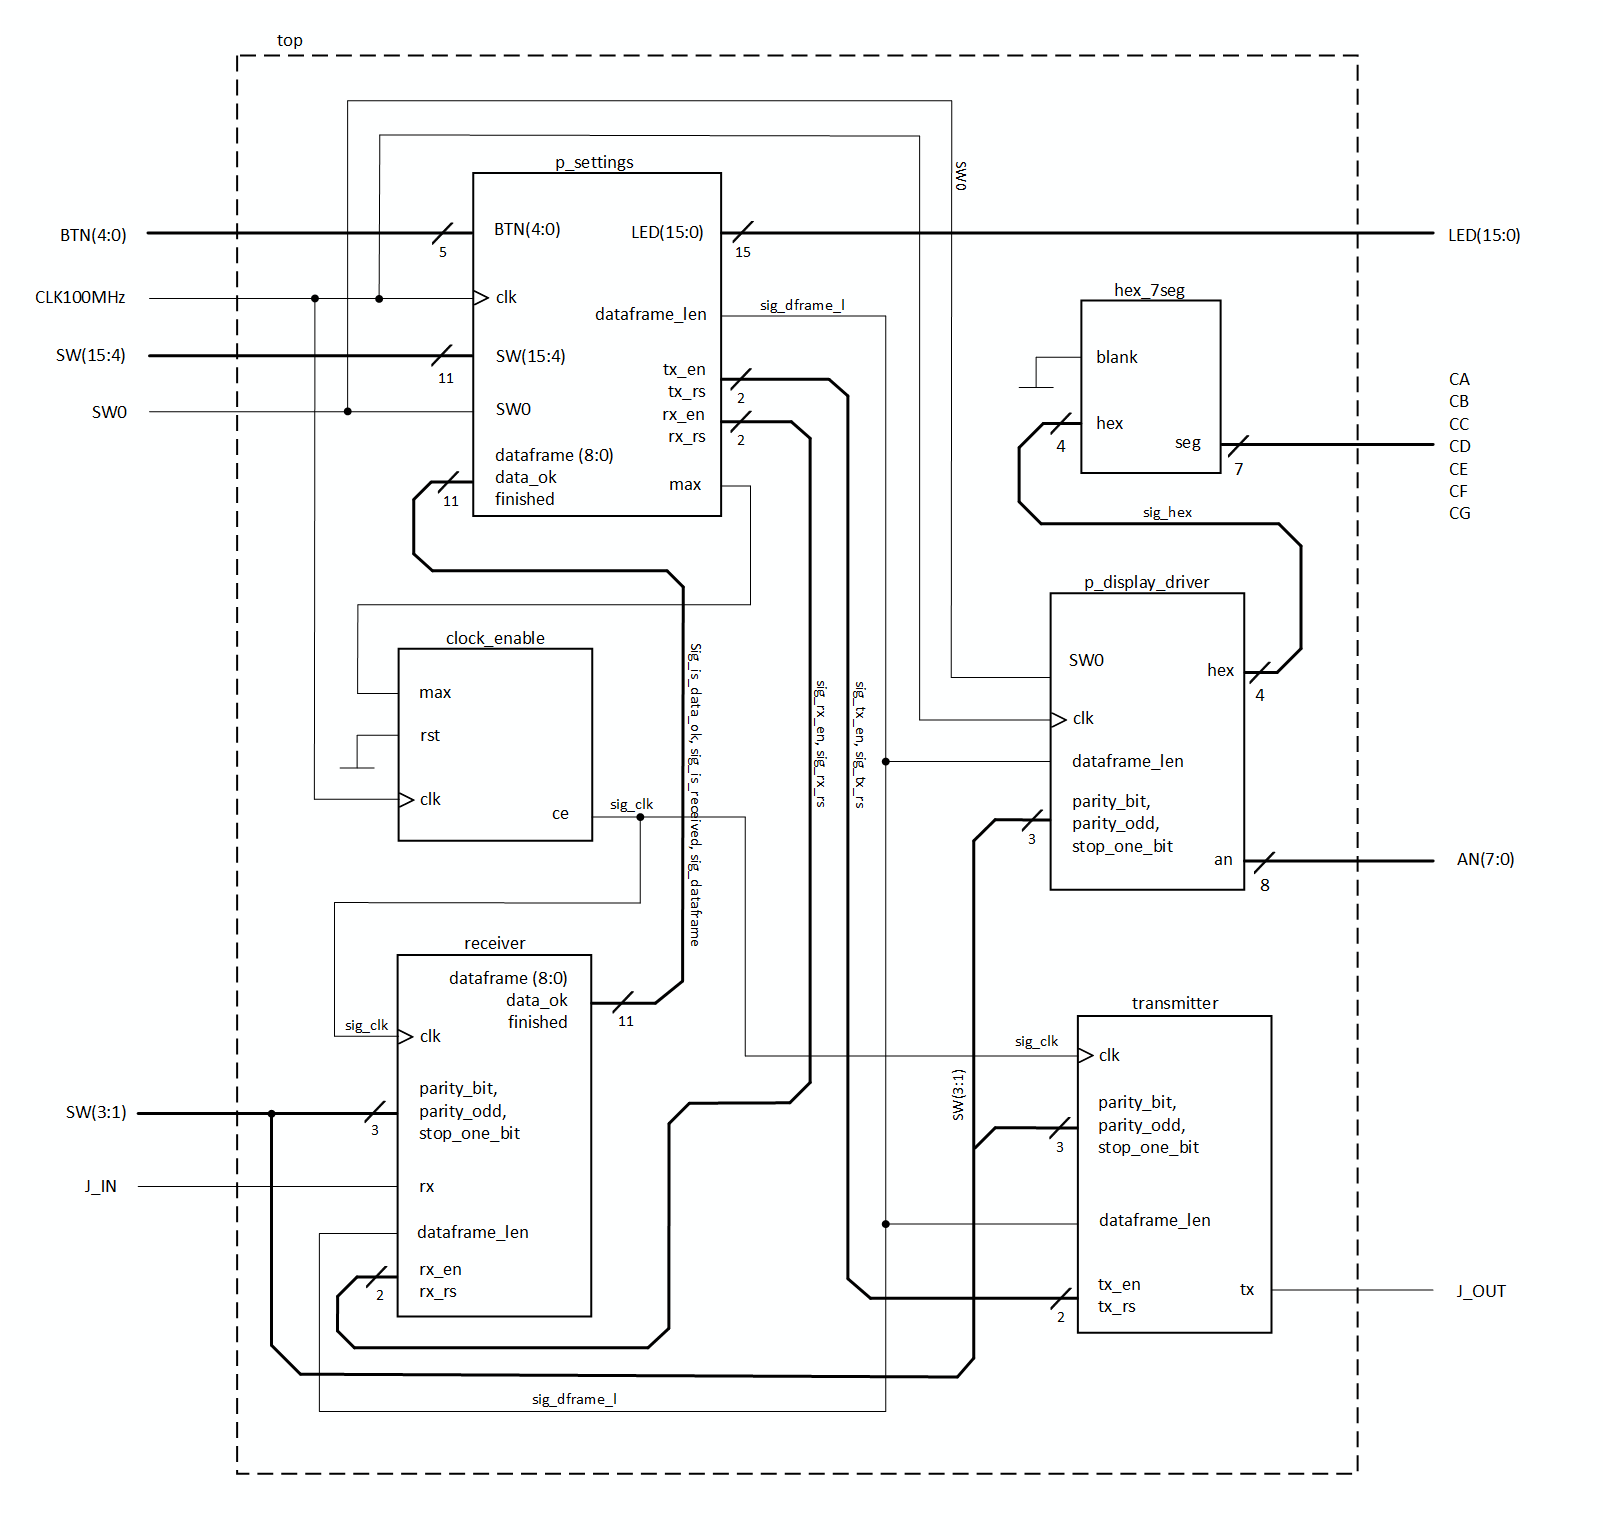 top
p_settings
BTN(4:0)
5
BTN(4:0)
LED(15:0)
15
LED(15:0)
CLK100MHz
clk
dataframe_len
sig_dframe_l
SW0
SW(15:4)
11
SW(15:4)
tx_en
tx_rs
2
SW0
SW0
rx_en
rx_rs
2
dataframe (8:0)
data_ok
finished
11
max
hex_7seg
blank
hex
4
seg
7
CA
CB
CC
CD
CE
CF
CG
sig_hex
p_display_driver
SW0
hex
4
clk
dataframe_len
parity_bit,
parity_odd,
stop_one_bit
3
an
8
AN(7:0)
clock_enable
max
rst
clk
ce
sig_clk
Sig_is_data_ok, sig_is_received, sig_dataframe
sig_rx_en, sig_rx_rs
sig_tx_en, sig_tx_rs
receiver
dataframe (8:0)
data_ok
finished
11
sig_clk
clk
SW(3:1)
3
parity_bit,
parity_odd,
stop_one_bit
J_IN
rx
dataframe_len
rx_en
rx_rs
2
transmitter
sig_clk
clk
SW(3:1)
parity_bit,
parity_odd,
stop_one_bit
3
dataframe_len
tx_en
tx_rs
2
tx
J_OUT
sig_dframe_l